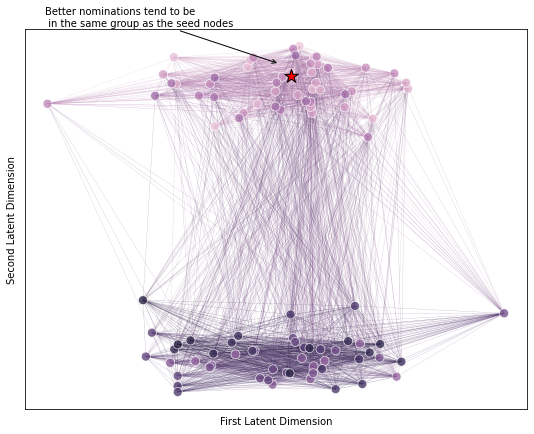 Better nominations tend to be
in the same group as the seed nodes
Second Latent Dimension
First Latent Dimension